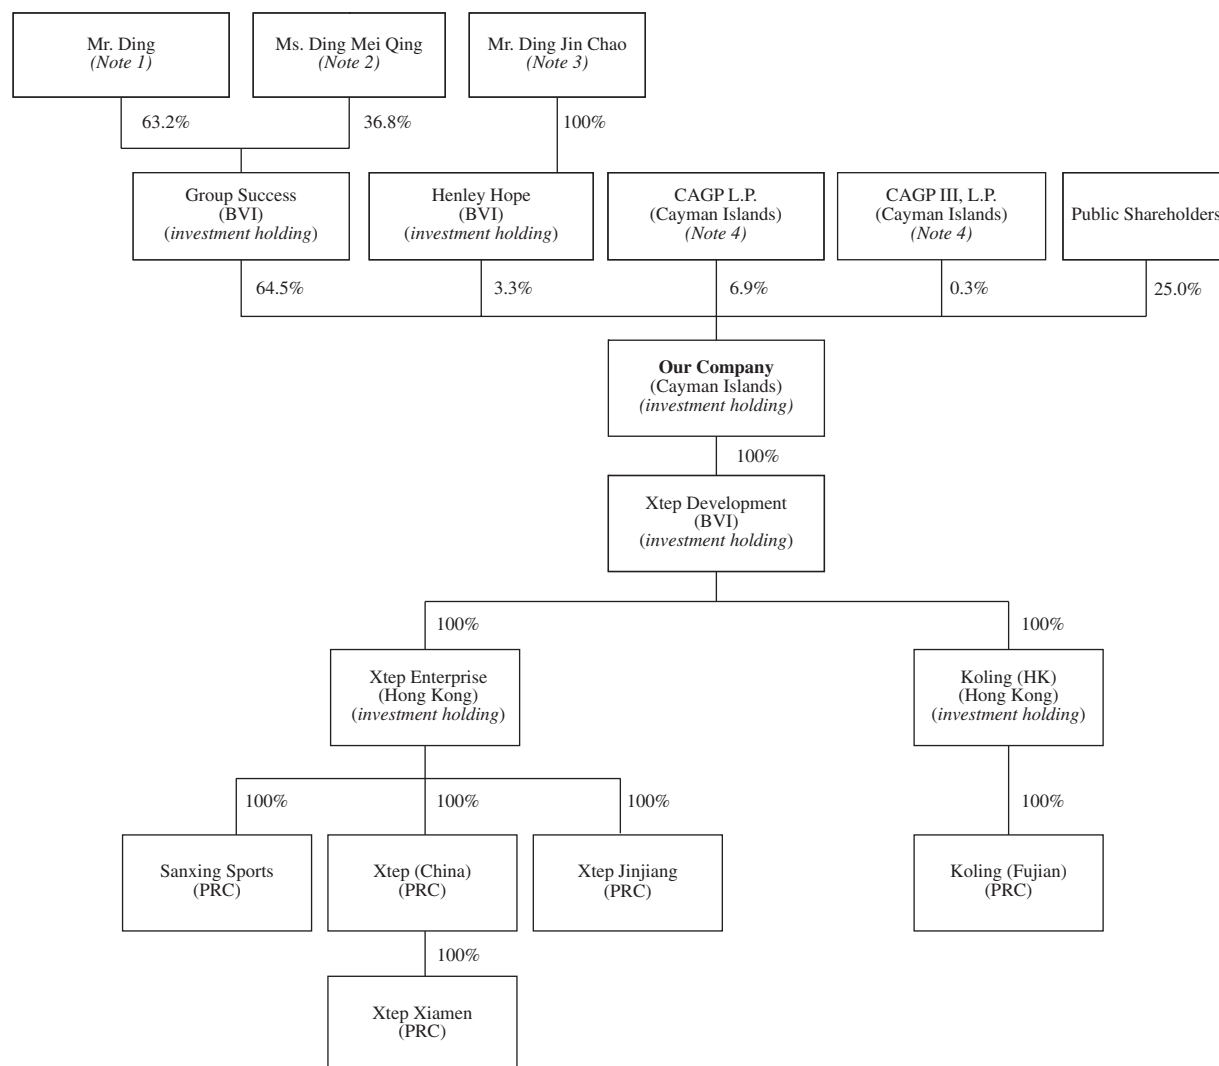 Mr. Ding
(Note 1)
Ms. Ding Mei Qing
(Note 2)
Mr. Ding Jin Chao
(Note 3)
63.2%
36.8%
100%
Group Success
(BVI)
(investment holding)
Henley Hope
(BVI)
(investment holding)
CAGP L.P.
(Cayman Islands)
(Note 4)
CAGP III, L.P.
(Cayman Islands)
(Note 4)
Public Shareholders
64.5%
3.3%
6.9%
0.3%
25.0%
Our Company
(Cayman Islands)
(investment holding)
100%
Xtep Development
(BVI)
(investment holding)
100%
100%
Xtep Enterprise
(Hong Kong)
(investment holding)
Koling (HK)
(Hong Kong)
(investment holding)
100%
100%
100%
100%
Sanxing Sports
(PRC)
Xtep (China)
(PRC)
Xtep Jinjiang
(PRC)
Koling (Fujian)
(PRC)
100%
Xtep Xiamen
(PRC)